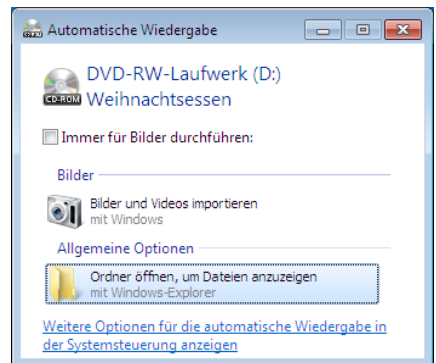 Automatische Wiedergabe
DVD-RW-Laufwerk (D:)
CD-ROM Weihnachtsessen
Immer für Bilder durchführen:
Bilder
Bilder und Videos importieren
mit Windows
Allgemeine Optionen
Ordner öffnen, um Dateien anzuzeigen
mit Windows-Explorer
Weitere Optionen für die automatische Wiedergabe in
der Systemsteuerung anzeigen